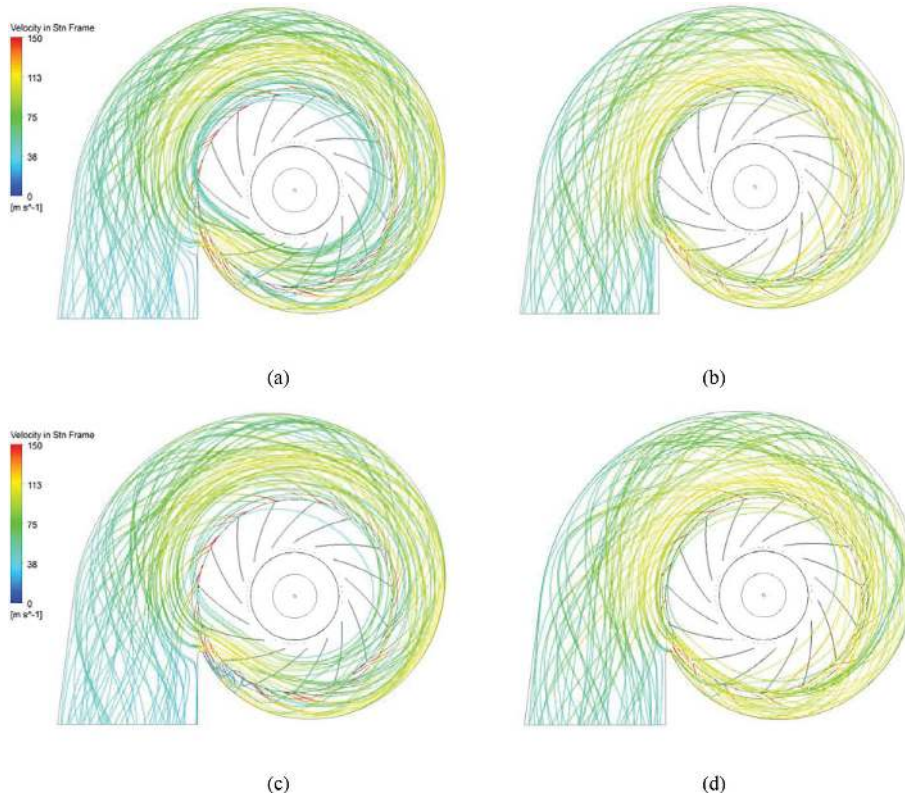 Velocity in Stn Frame
150
113
75
38
0
[m s^-1]
(a)
(b)
Velocity in Stn Frame
150
113
75
38
0
[m s^-1]
(c)
(d)